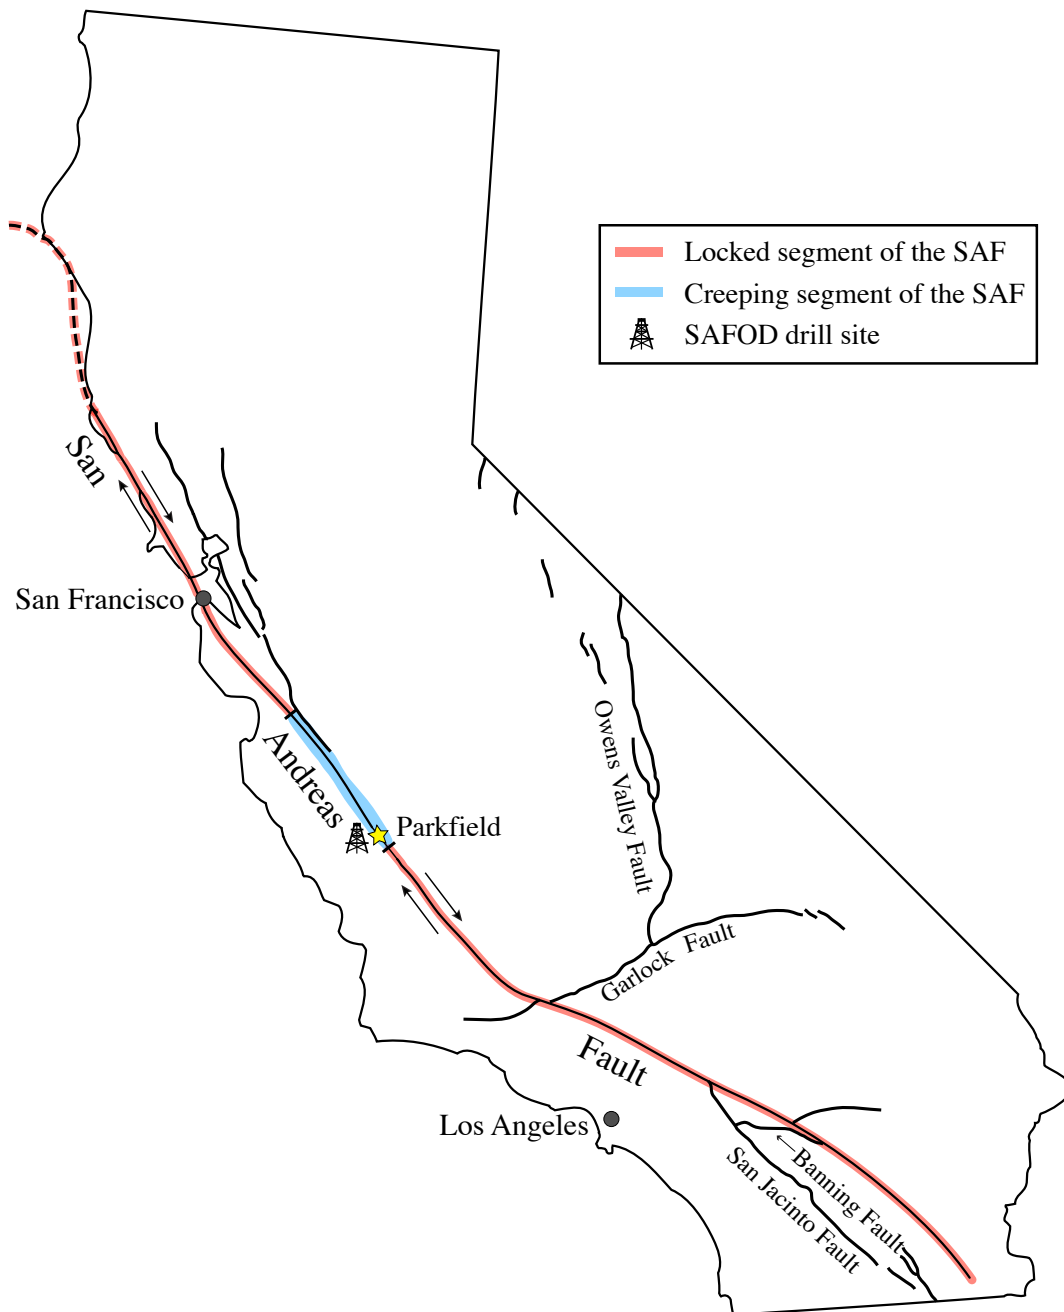 Locked segment of the SAF
Creeping segment of the SAF
SAFOD drill site
San
San Francisco
Andreas
Parkfield
Owens Valley Fault
Garlock Fault
Fault
Los Angeles
Banning Fault
San Jacinto Fault